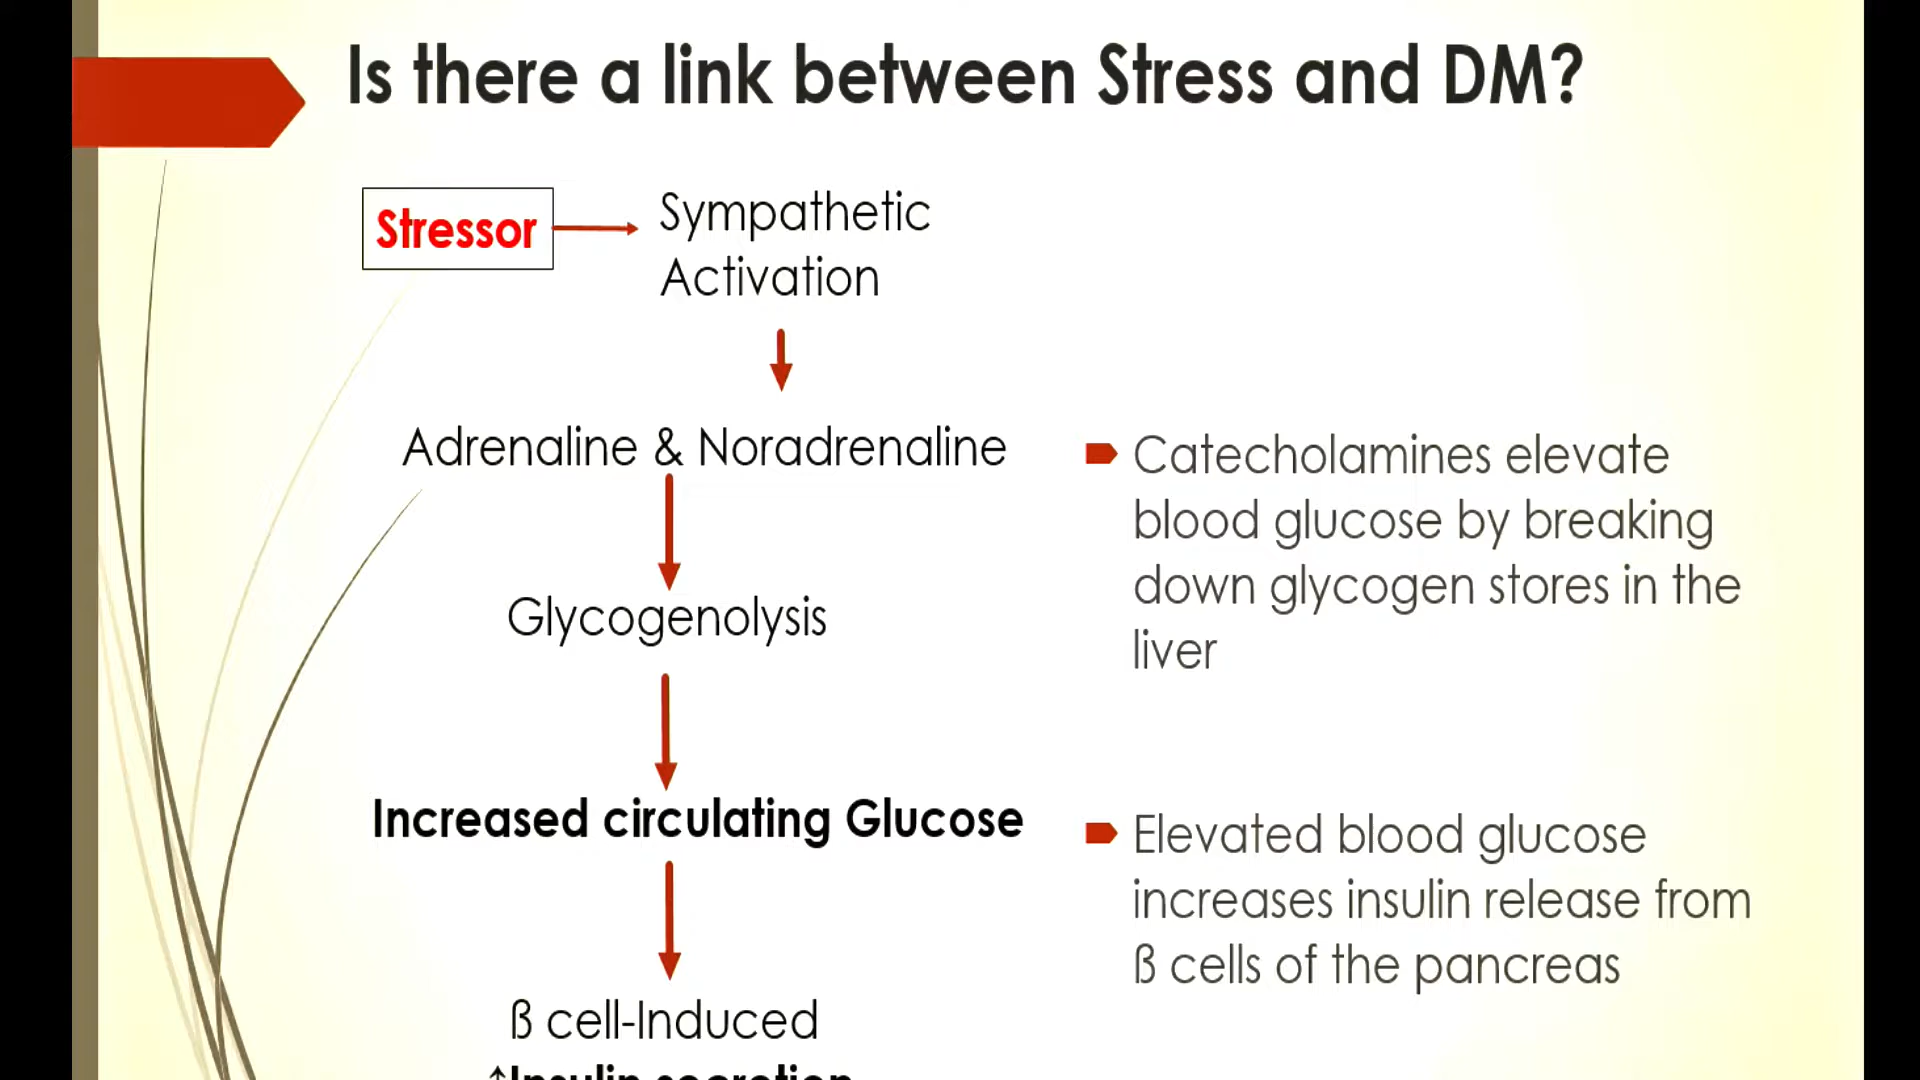 Is there a link between Stress and DM?
Stressor
Sympathetic
Activation
Adrenaline & Noradrenaline
Glycogenolysis
Increased circulating Glucose
ß cell-Induced
↑Insulin secretion
Catecholamines elevate
blood glucose by breaking
down glycogen stores in the
liver
Elevated blood glucose
increases insulin release from
ß cells of the pancreas